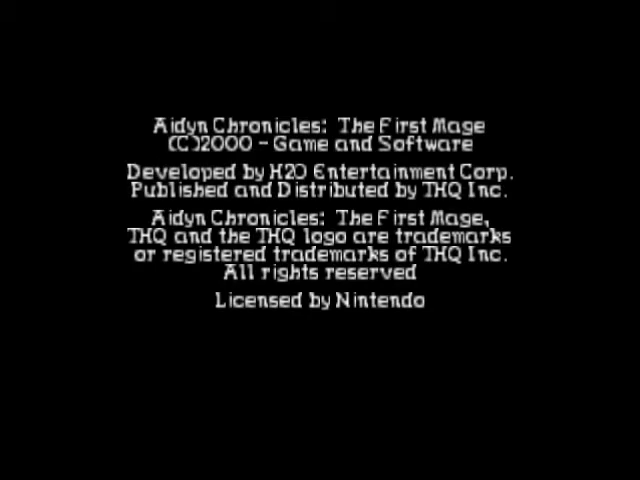 Aidyn Chronicles: The First Mage
(C)2000 - Game and Software
Developed by H2O Entertainment Corp.
Published and Distributed by THQ Inc.
Aidyn Chronicles: The First Mage,
THQ and the THQ logo are trademarks
or registered trademarks of THQ Inc.
All rights reserved
Licensed by Nintendo